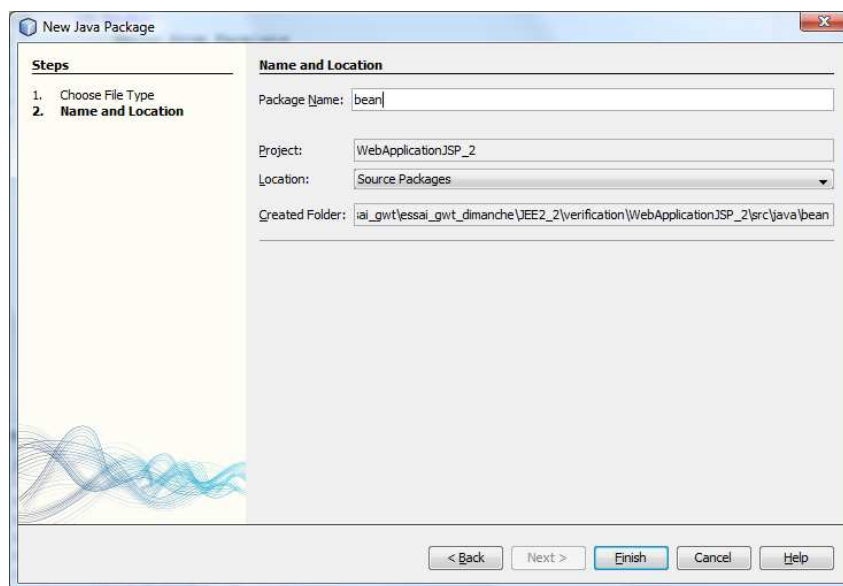 New Java Package
Steps
1. Choose File Type
2. Name and Location
Name and Location
Package Name: bean
Project: WebApplicationJSP_2
Location: Source Packages
Created Folder: ai_gwt\essai_gwt_dimanche\JEE2_2\verification\WebApplicationJSP_2\src\java\bean
< Back Next > Finish Cancel Help